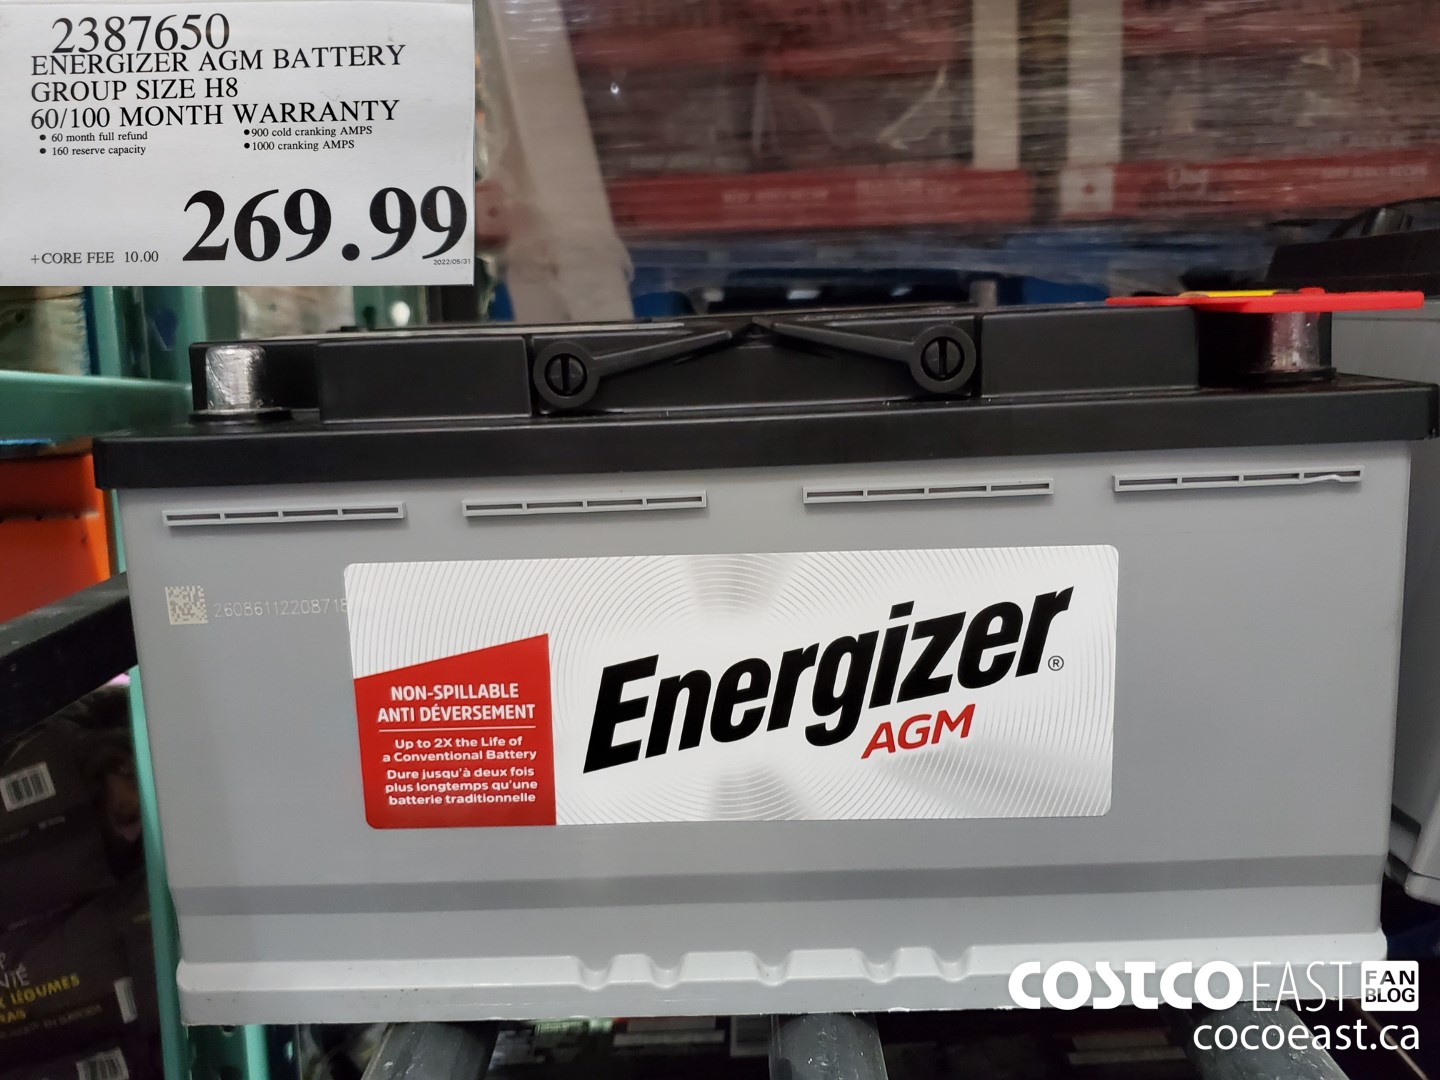 2387650
ENERGIZER AGM BATTERY
GROUP SIZE H8
60/100 MONTH WARRANTY
• 60 month full refund
• 900 cold cranking AMPS
• 160 reserve capacity
• 1000 cranking AMPS
269.99
+CORE FEE 10.00
2022/05/31
26086112208718
NON-SPILLABLE
ANTI DÉVERSEMENT
Up to 2X the Life of
a Conventional Battery
Dure jusqu'à deux fois
plus longtemps qu'une
batterie traditionnelle
Energizer®
AGM
LÉGUMES
COSTCO EAST FAN BLOG
cocoeast.ca